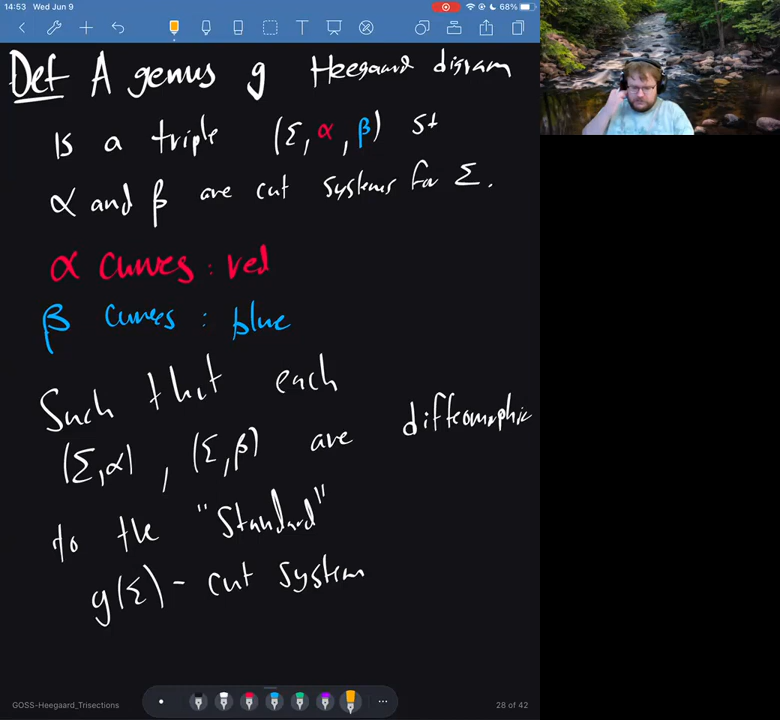 14:53 Wed Jun 9
68%
Def A genus g Heegaard digram
Is a triple (Σ, α, β) st
α and β are cut systems for Σ.
α curves : red
β curves : blue
Such that each
(Σ,α) , (Σ,β) are diffeomorphic
to the "Standard"
g(Σ) - cut system
GOSS-Heegaard_Trisections
28 of 42